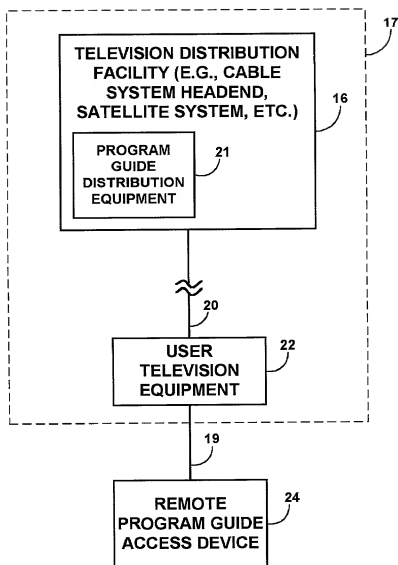 17
TELEVISION DISTRIBUTION
FACILITY (E.G., CABLE
SYSTEM HEADEND,
SATELLITE SYSTEM, ETC.)
16
PROGRAM
GUIDE
DISTRIBUTION
EQUIPMENT
21
20
USER
TELEVISION
EQUIPMENT
22
19
REMOTE
PROGRAM GUIDE
ACCESS DEVICE
24